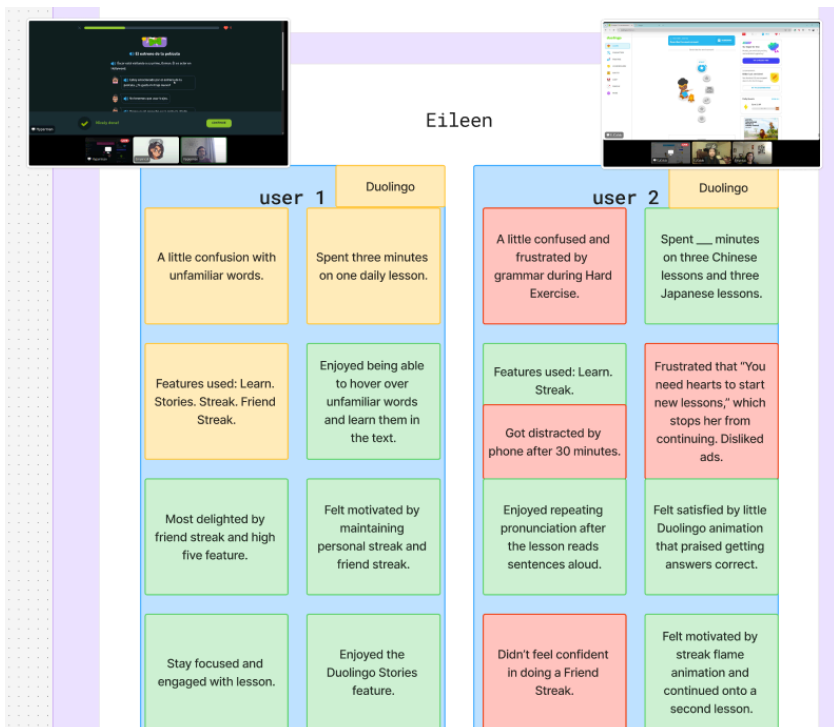 El estreno de la película
CONTINUE
Eileen
user 1
Duolingo
A little confusion with
unfamiliar words.
Spent three minutes
on one daily lesson.
Features used: Learn.
Stories. Streak. Friend
Streak.
Enjoyed being able
to hover over
unfamiliar words
and learn them in
the text.
Most delighted by
friend streak and high
five feature.
Felt motivated by
maintaining
personal streak and
friend streak.
Stay focused and
engaged with lesson.
Enjoyed the
Duolingo Stories
feature.
user 2
Duolingo
A little confused and
frustrated by
grammar during Hard
Exercise.
Spent ___ minutes
on three Chinese
lessons and three
Japanese lessons.
Features used: Learn.
Streak.
Got distracted by
phone after 30 minutes.
Frustrated that “You
need hearts to start
new lessons,” which
stops her from
continuing. Disliked
ads.
Enjoyed repeating
pronunciation after
the lesson reads
sentences aloud.
Felt satisfied by little
Duolingo animation
that praised getting
answers correct.
Didn’t feel confident
in doing a Friend
Streak.
Felt motivated by
streak flame
animation and
continued onto a
second lesson.